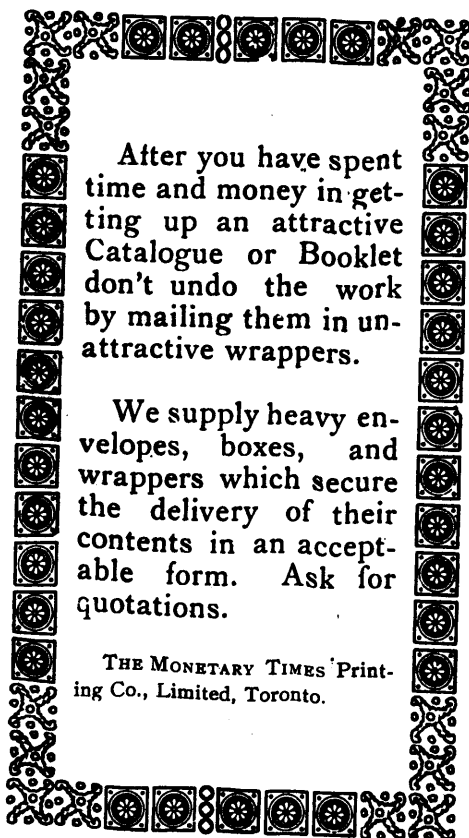 After you have spent
time and money in get-
ting up an attractive
Catalogue or Booklet
don't undo the work
by mailing them in un-
attractive wrappers.
We supply heavy en-
velopes, boxes, and
wrappers which secure
the delivery of their
contents in an accept-
able form. Ask for
quotations.
THE MONETARY TIMES Print-
ing Co., Limited, Toronto.